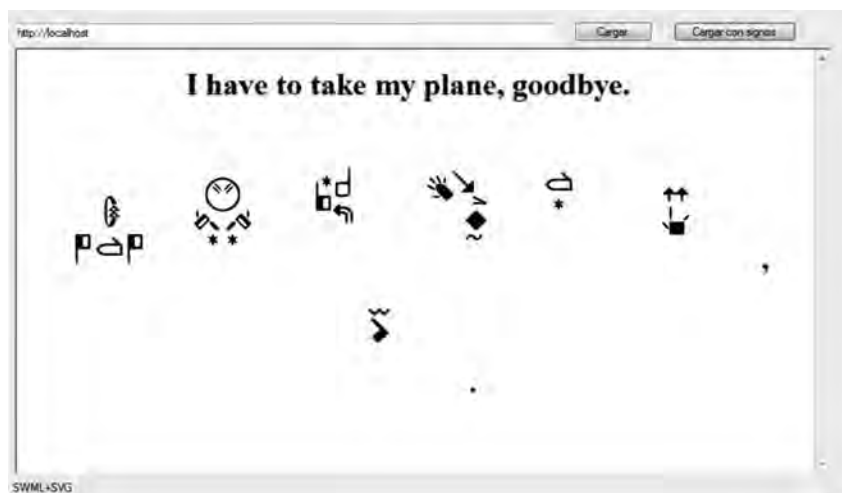 http://localhost
Cargar
Cargar con signos
I have to take my plane, goodbye.
,
.
SWML+SVG